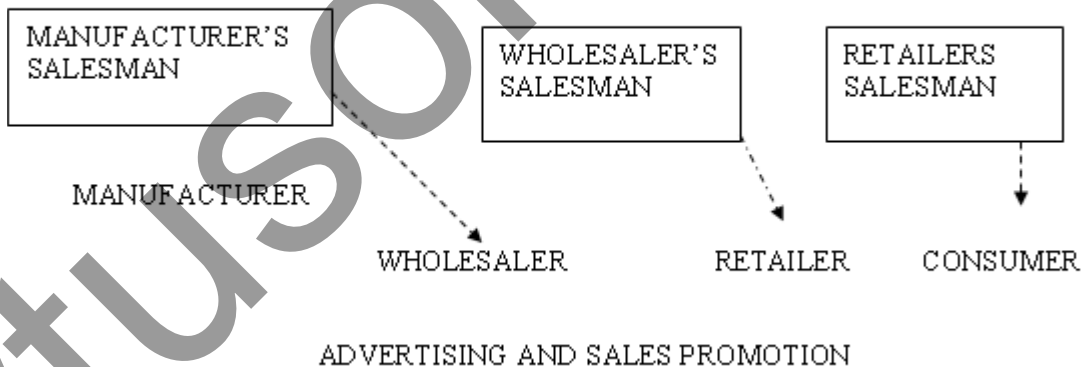 MANUFACTURER'S
SALESMAN
WHOLESALER'S
SALESMAN
RETAILERS
SALESMAN
MANUFACTURER
WHOLESALER
RETAILER
CONSUMER
ADVERTISING AND SALES PROMOTION